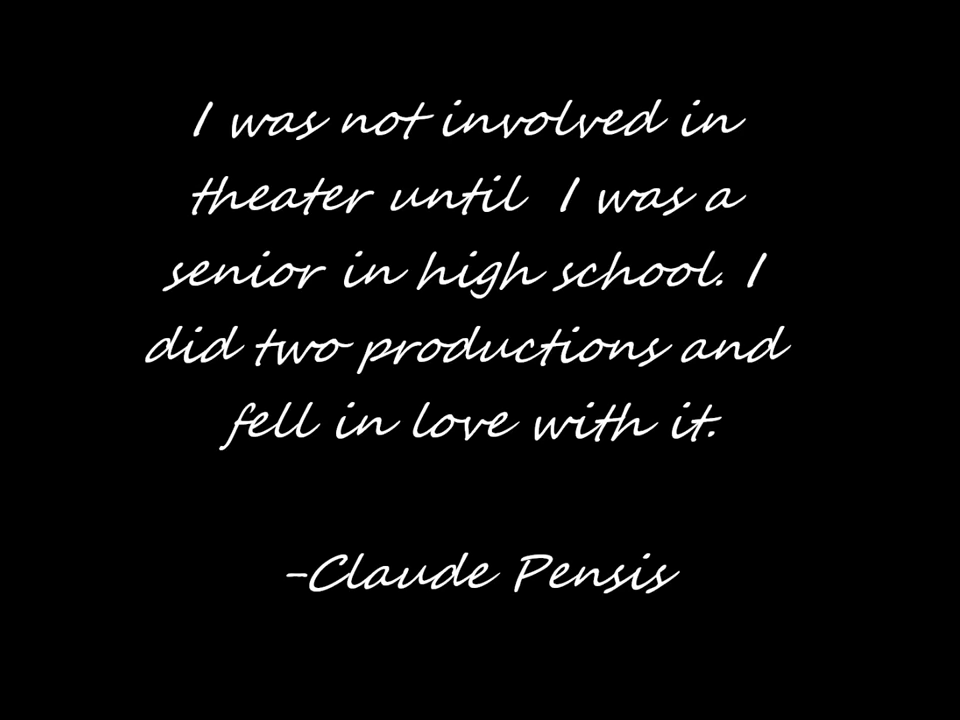 I was not involved in
theater until I was a
senior in high school. I
did two productions and
fell in love with it.
-Claude Pensis